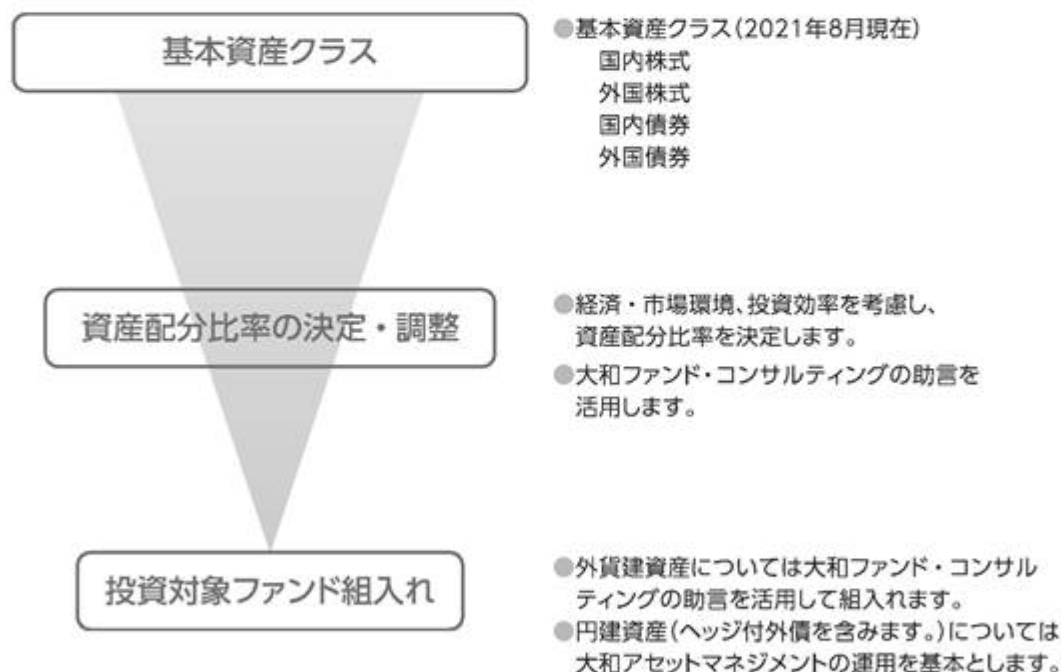 基本資産クラス
●基本資産クラス(2021年8月現在)
国内株式
外国株式
国内債券
外国債券
資産配分比率の決定・調整
●経済・市場環境、投資効率を考慮し、
資産配分比率を決定します。
●大和ファンド・コンサルティングの助言を
活用します。
投資対象ファンド組入れ
●外貨建資産については大和ファンド・コンサル
ティングの助言を活用して組入れます。
●円建資産(ヘッジ付外債を含みます。)については
大和アセットマネジメントの運用を基本とします。